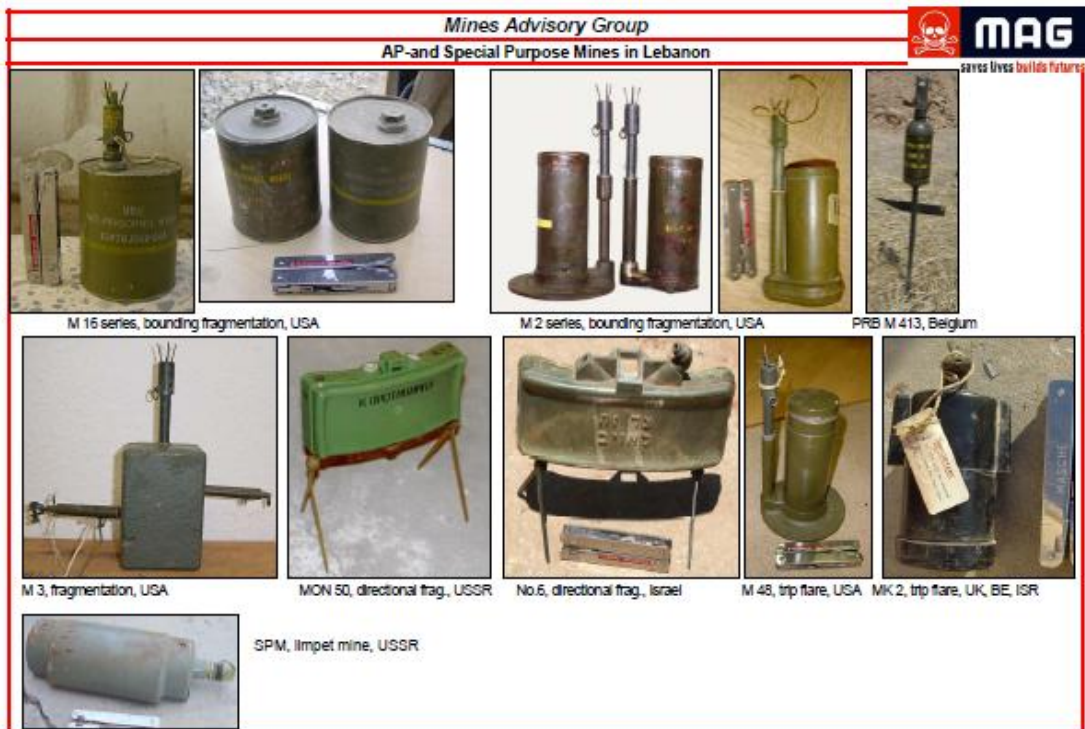 Mines Advisory Group
MAG
AP-and Special Purpose Mines in Lebanon
saves lives builds futures
M 16 series, bounding fragmentation, USA
M 2 series, bounding fragmentation, USA
PRB M 413, Belgium
M 3, fragmentation, USA
MON 50, directional frag., USSR
No.6, directional frag., Israel
M 48, trip flare, USA
MK 2, trip flare, UK, BE, ISR
MASCHE
SPM, limpet mine, USSR